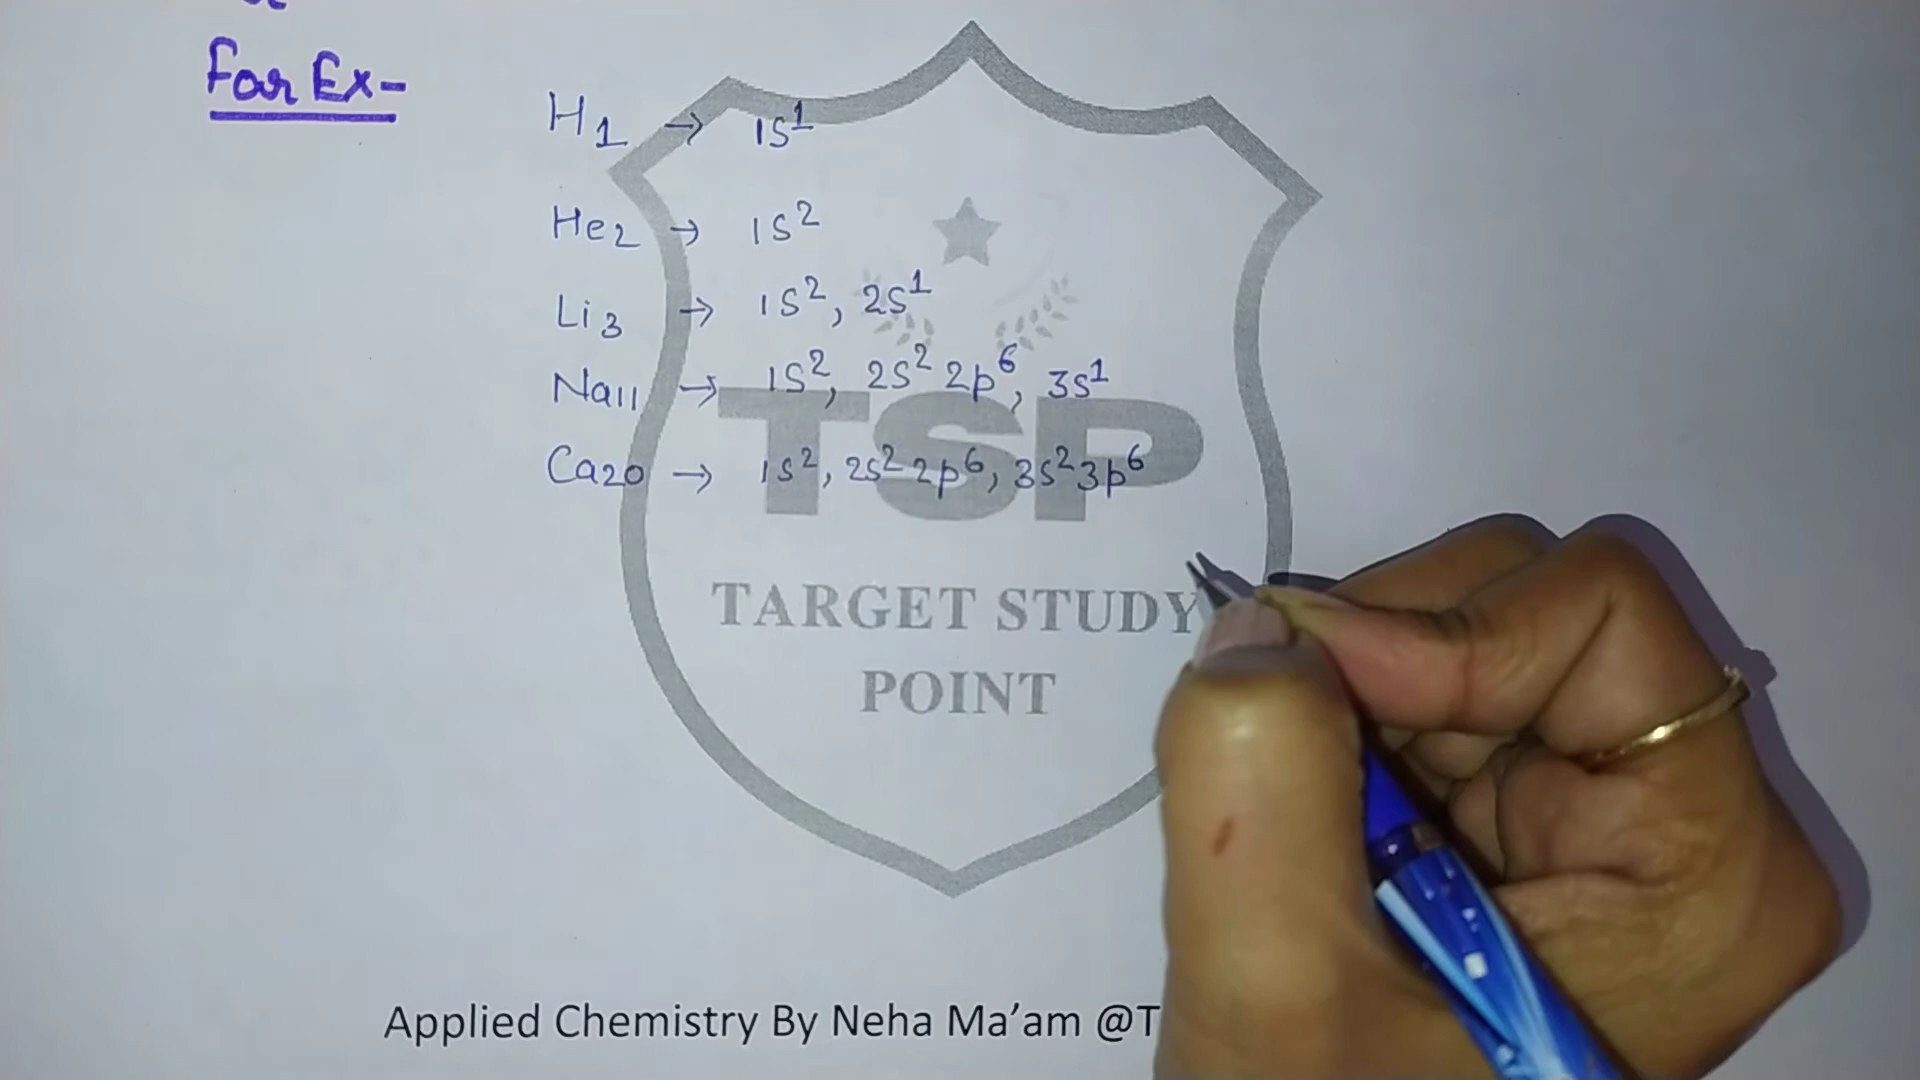 For Ex-
H1 → 1s¹
He2 → 1s²
Li3 → 1s², 2s¹
Na11 → 1s², 2s² 2p⁶, 3s¹
Ca20 → 1s², 2s² 2p⁶, 3s² 3p⁶
TSP
TARGET STUDY
POINT
Applied Chemistry By Neha Ma’am @T